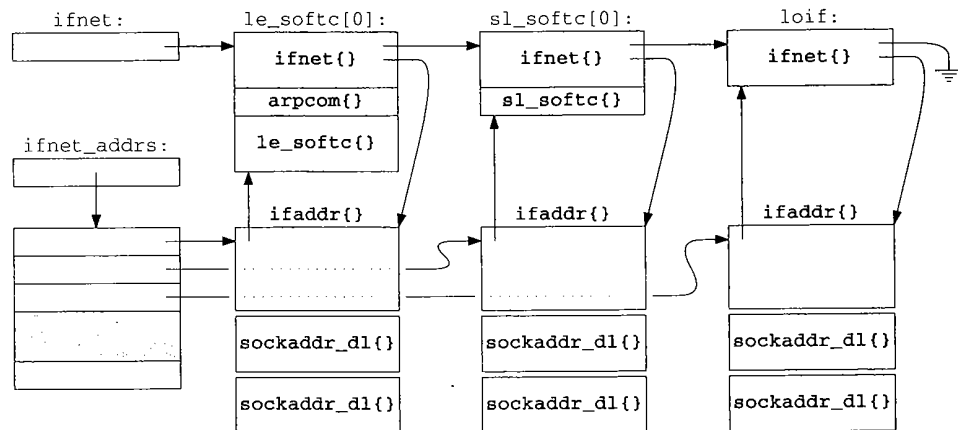 ifnet: le_softc[0]: sl_softc[0]: loif:
ifnet{} ifnet{} ifnet{}
arpcom{} sl_softc{}
le_softc{}
ifnet_addrs:
ifaddr{} ifaddr{} ifaddr{}
sockaddr_dl{} sockaddr_dl{} sockaddr_dl{}
sockaddr_dl{} sockaddr_dl{} sockaddr_dl{}